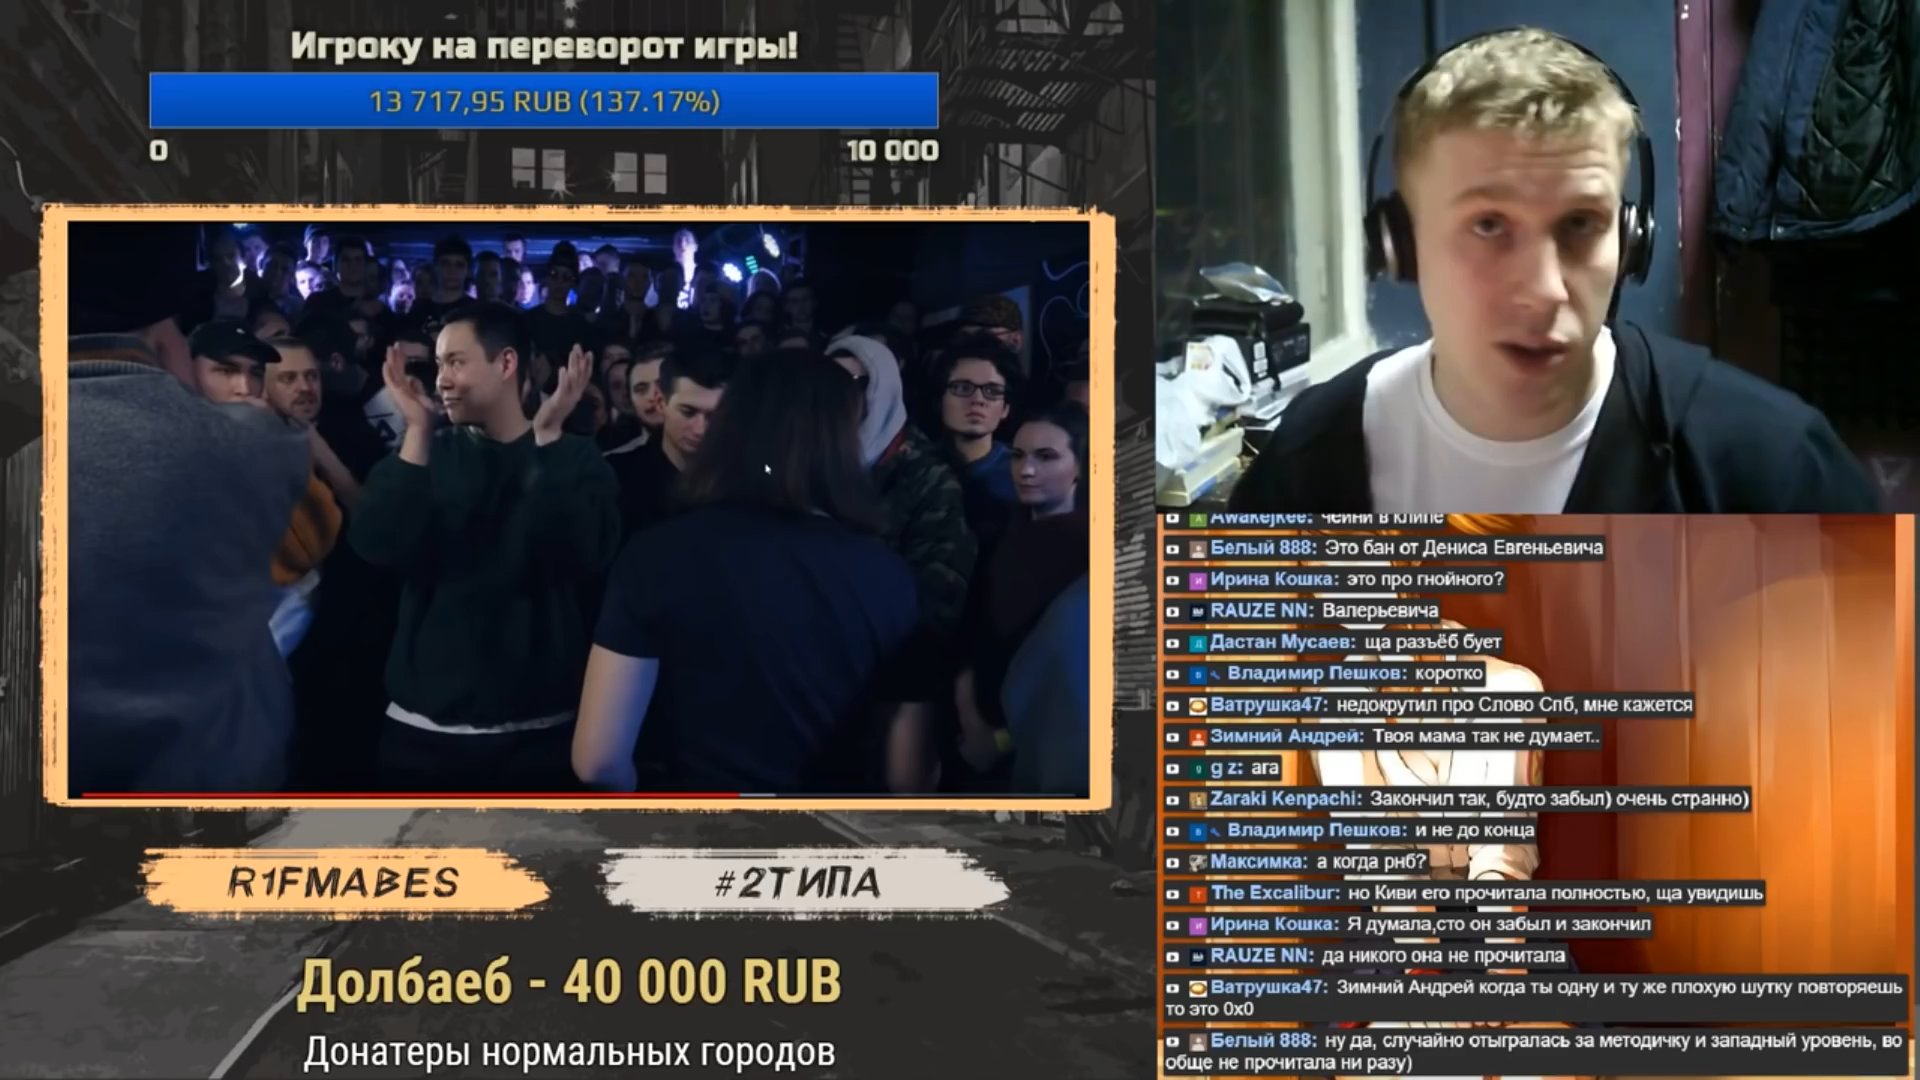 Игроку на переворот игры!
13 717,95 RUB (137.17%)
0
10 000
R1FMABES
#2ТИПА
Долбаеб - 40 000 RUB
Донатеры нормальных городов
Awakejkee: чейни в клипе
Белый 888: Это бан от Дениса Евгеньевича
Ирина Кошка: это про гнойного?
RAUZE NN: Валерьевича
Дастан Мусаев: ща разъёб бует
Владимир Пешков: коротко
Ватрушка47: недокрутил про Слово Спб, мне кажется
Зимний Андрей: Твоя мама так не думает..
g z: ага
Zaraki Kenpachi: Закончил так, будто забыл) очень странно)
Владимир Пешков: и не до конца
Максимка: а когда рнб?
The Excalibur: но Киви его прочитала полностью, ща увидишь
Ирина Кошка: Я думала,сто он забыл и закончил
RAUZE NN: да никого она не прочитала
Ватрушка47: Зимний Андрей когда ты одну и ту же плохую шутку повторяешь
то это 0х0
Белый 888: ну да, случайно отыгралась за методичку и западный уровень, во
обще не прочитала ни разу)